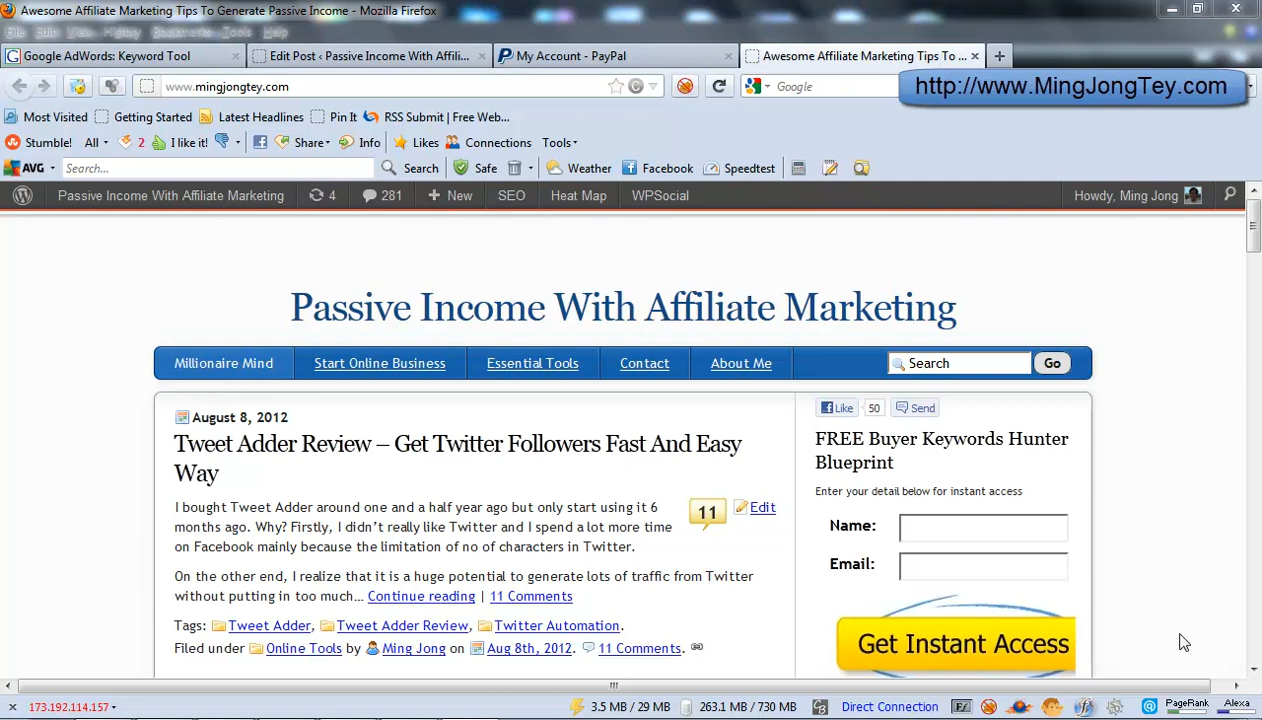 Awesome Affiliate Marketing Tips To Generate Passive Income - Mozilla Firefox
File Edit View History Bookmarks Tools Help
Google AdWords: Keyword Tool
Edit Post ‹ Passive Income With Affili...
My Account - PayPal
Awesome Affiliate Marketing Tips To ...
www.mingjongtey.com
Google
http://www.MingJongTey.com
Most Visited Getting Started Latest Headlines Pin It RSS Submit | Free Web...
Stumble! All 2 I like it! Share Info Likes Connections Tools
AVG Search... Search Safe Weather Facebook Speedtest
Passive Income With Affiliate Marketing 4 281 New SEO Heat Map WPSocial Howdy, Ming Jong
Passive Income With Affiliate Marketing
Millionaire Mind Start Online Business Essential Tools Contact About Me Search Go
August 8, 2012
Tweet Adder Review – Get Twitter Followers Fast And Easy
Way
I bought Tweet Adder around one and a half year ago but only start using it 6
months ago. Why? Firstly, I didn't really like Twitter and I spend a lot more time
on Facebook mainly because the limitation of no of characters in Twitter.
11 Edit
On the other end, I realize that it is a huge potential to generate lots of traffic from Twitter
without putting in too much... Continue reading | 11 Comments
Tags: Tweet Adder, Tweet Adder Review, Twitter Automation.
Filed under Online Tools by Ming Jong on Aug 8th, 2012. 11 Comments.
Like 50 Send
FREE Buyer Keywords Hunter
Blueprint
Enter your detail below for instant access
Name:
Email:
Get Instant Access
173.192.114.157 3.5 MB / 29 MB 263.1 MB / 730 MB Direct Connection PageRank Alexa